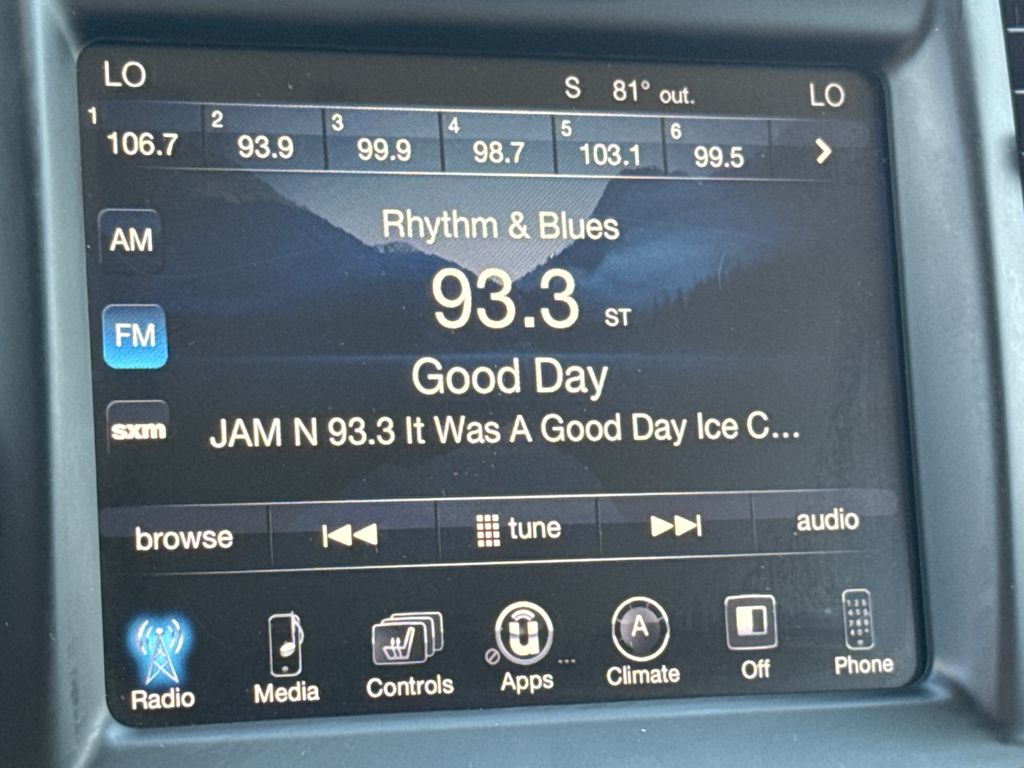 LO S 81° out. LO
1 106.7 2 93.9 3 99.9 4 98.7 5 103.1 6 99.5
AM
Rhythm & Blues
93.3 ST
FM
Good Day
sxm
JAM N 93.3 It Was A Good Day Ice C...
browse tune audio
Radio Media Controls Apps ... A Climate Off Phone